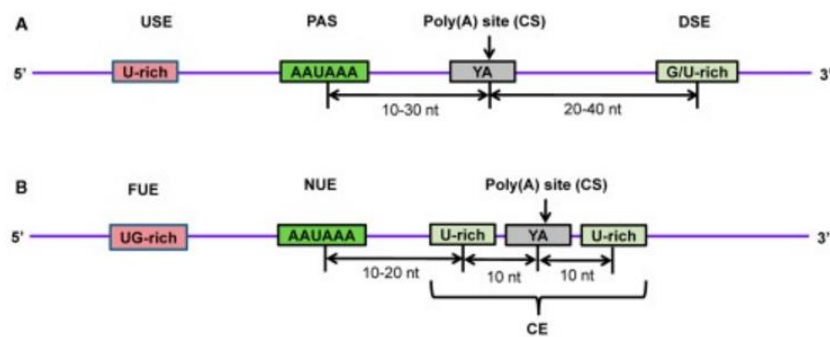 A
USE PAS Poly(A) site (CS) DSE
5' U-rich AAUAAA YA G/U-rich 3'
10-30 nt 20-40 nt
B
FUE NUE Poly(A) site (CS)
5' UG-rich AAUAAA U-rich YA U-rich 3'
10-20 nt 10 nt 10 nt
CE